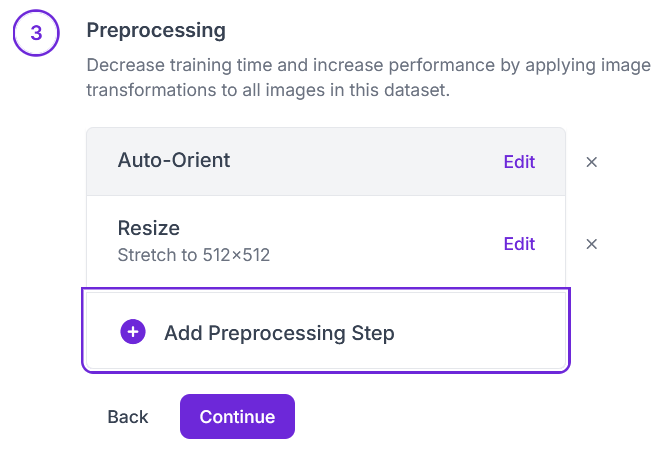 3
Preprocessing
Decrease training time and increase performance by applying image
transformations to all images in this dataset.
Auto-Orient
Edit
×
Resize
Stretch to 512×512
Edit
×
+
Add Preprocessing Step
Back
Continue